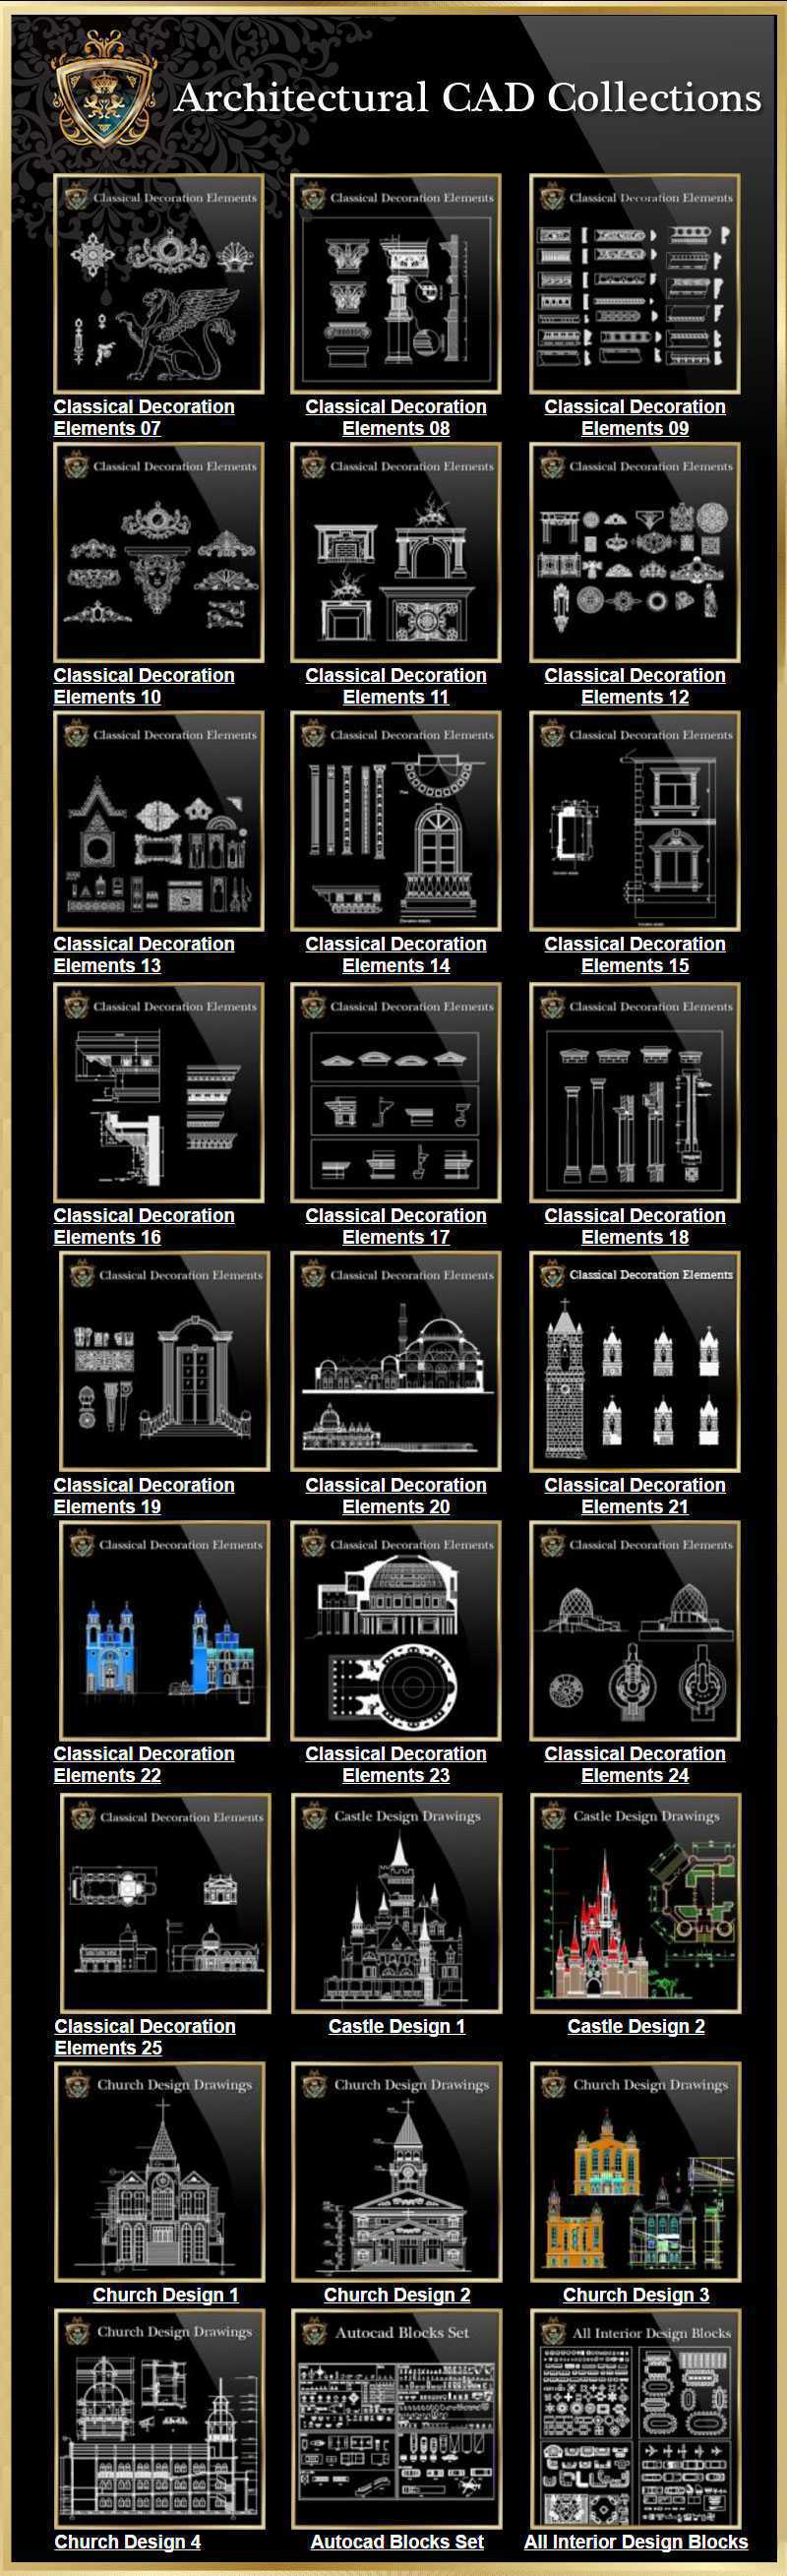 Architectural CAD Collections
Classical Decoration Elements
Classical Decoration Elements
Classical Decoration Elements
Classical Decoration
Elements 07
Classical Decoration
Elements 08
Classical Decoration
Elements 09
Classical Decoration Elements
Classical Decoration Elements
Classical Decoration Elements
Classical Decoration
Elements 10
Classical Decoration
Elements 11
Classical Decoration
Elements 12
Classical Decoration Elements
Classical Decoration Elements
Classical Decoration Elements
Classical Decoration
Elements 13
Classical Decoration
Elements 14
Classical Decoration
Elements 15
Classical Decoration Elements
Classical Decoration Elements
Classical Decoration Elements
Classical Decoration
Elements 16
Classical Decoration
Elements 17
Classical Decoration
Elements 18
Classical Decoration Elements
Classical Decoration Elements
Classical Decoration Elements
Classical Decoration
Elements 19
Classical Decoration
Elements 20
Classical Decoration
Elements 21
Classical Decoration Elements
Classical Decoration Elements
Classical Decoration Elements
Classical Decoration
Elements 22
Classical Decoration
Elements 23
Classical Decoration
Elements 24
Classical Decoration Elements
Castle Design Drawings
Castle Design Drawings
Classical Decoration
Elements 25
Castle Design 1
Castle Design 2
Church Design Drawings
Church Design Drawings
Church Design Drawings
Church Design 1
Church Design 2
Church Design 3
Church Design Drawings
Autocad Blocks Set
All Interior Design Blocks
Church Design 4
Autocad Blocks Set
All Interior Design Blocks